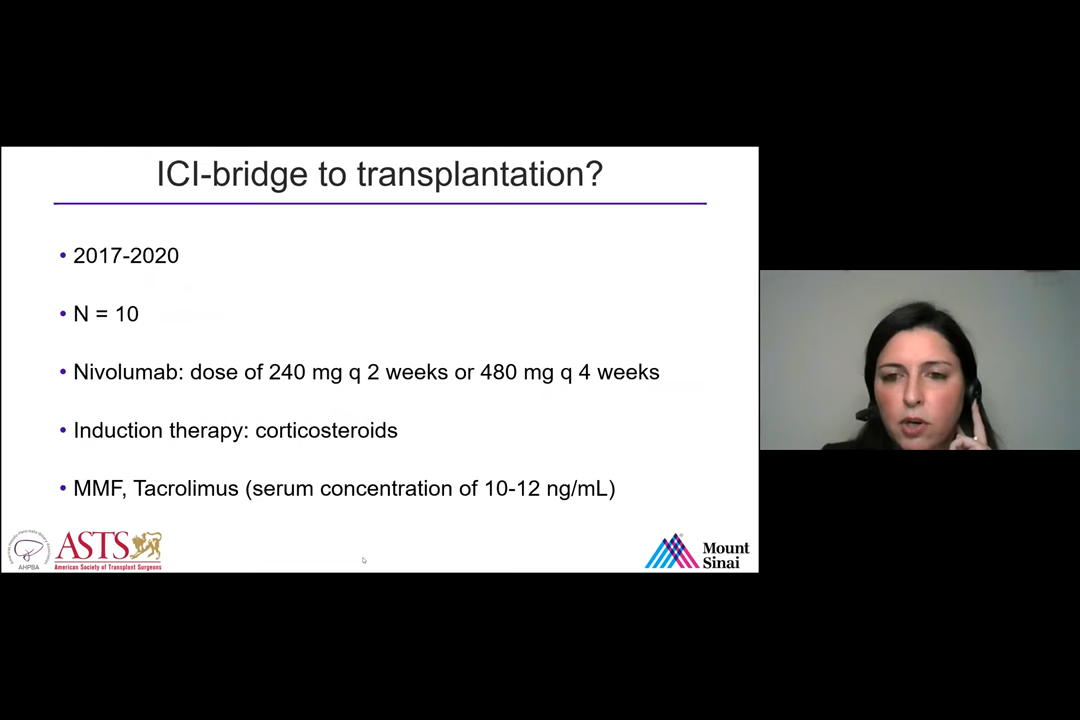 ICI-bridge to transplantation?
• 2017-2020
• N = 10
• Nivolumab: dose of 240 mg q 2 weeks or 480 mg q 4 weeks
• Induction therapy: corticosteroids
• MMF, Tacrolimus (serum concentration of 10-12 ng/mL)
AHPBA
ASTS
American Society of Transplant Surgeons
Mount
Sinai